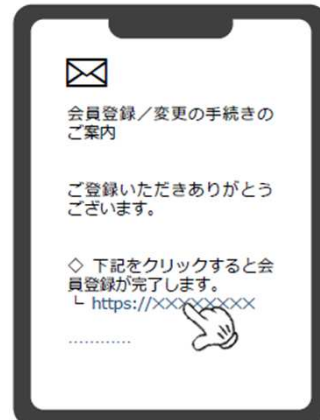 会員登録／変更の手続きの
ご案内
ご登録いただきありがとう
ございます。
◇ 下記をクリックすると会
員登録が完了します。
└ https://XXXXXXXX
…………